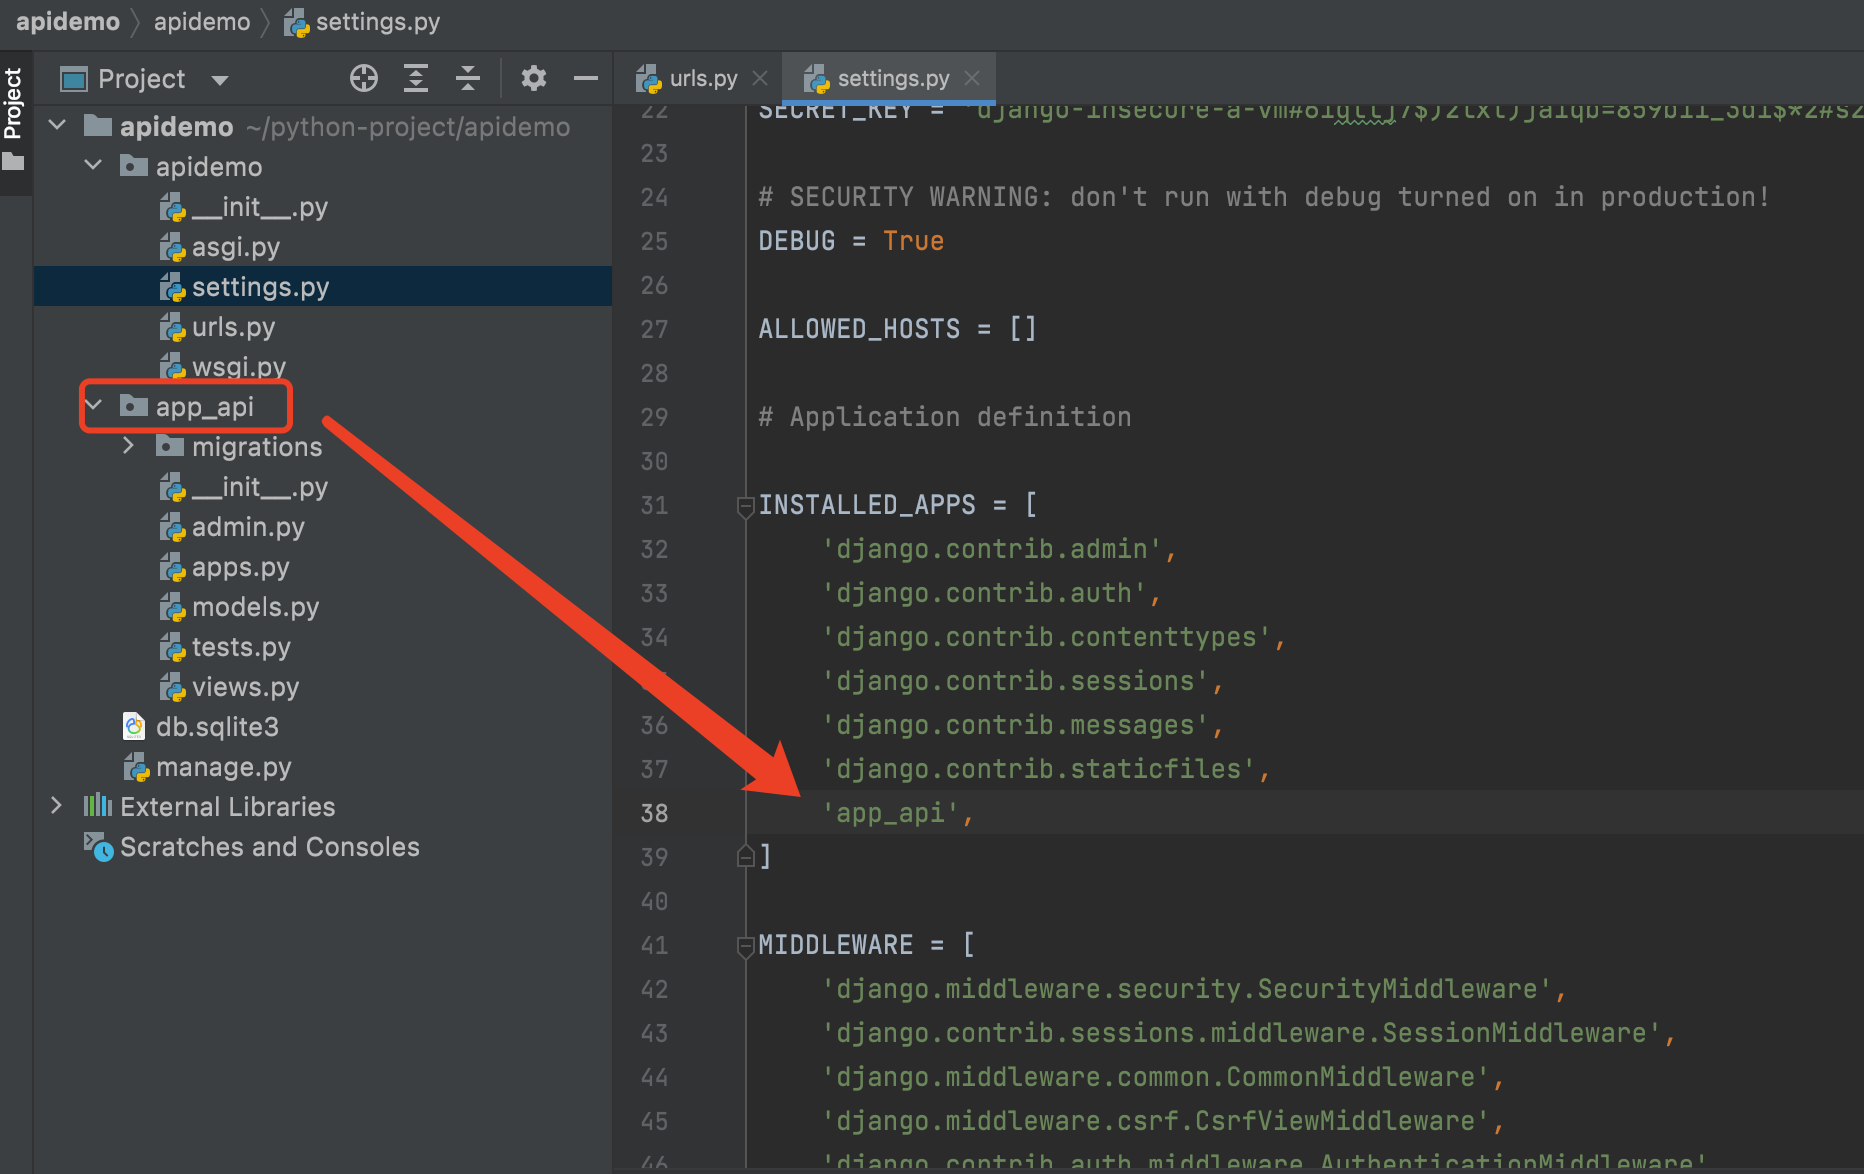 apidemo apidemo settings.py
Project
Project
urls.py
settings.py
apidemo ~/python-project/apidemo
apidemo
__init__.py
asgi.py
settings.py
urls.py
wsgi.py
app_api
migrations
__init__.py
admin.py
apps.py
models.py
tests.py
views.py
db.sqlite3
manage.py
External Libraries
Scratches and Consoles
22 SECRET_KEY =
23
24 # SECURITY WARNING: don't run with debug turned on in production!
25 DEBUG = True
26
27 ALLOWED_HOSTS = []
28
29 # Application definition
30
31 INSTALLED_APPS = [
32 'django.contrib.admin',
33 'django.contrib.auth',
34 'django.contrib.contenttypes',
'django.contrib.sessions',
36 'django.contrib.messages',
37 'django.contrib.staticfiles',
38 'app_api',
39 ]
40
41 MIDDLEWARE = [
42 'django.middleware.security.SecurityMiddleware',
43 'django.contrib.sessions.middleware.SessionMiddleware',
44 'django.middleware.common.CommonMiddleware',
45 'django.middleware.csrf.CsrfViewMiddleware',
46 'django.contrib.auth.middleware.AuthenticationMiddleware'